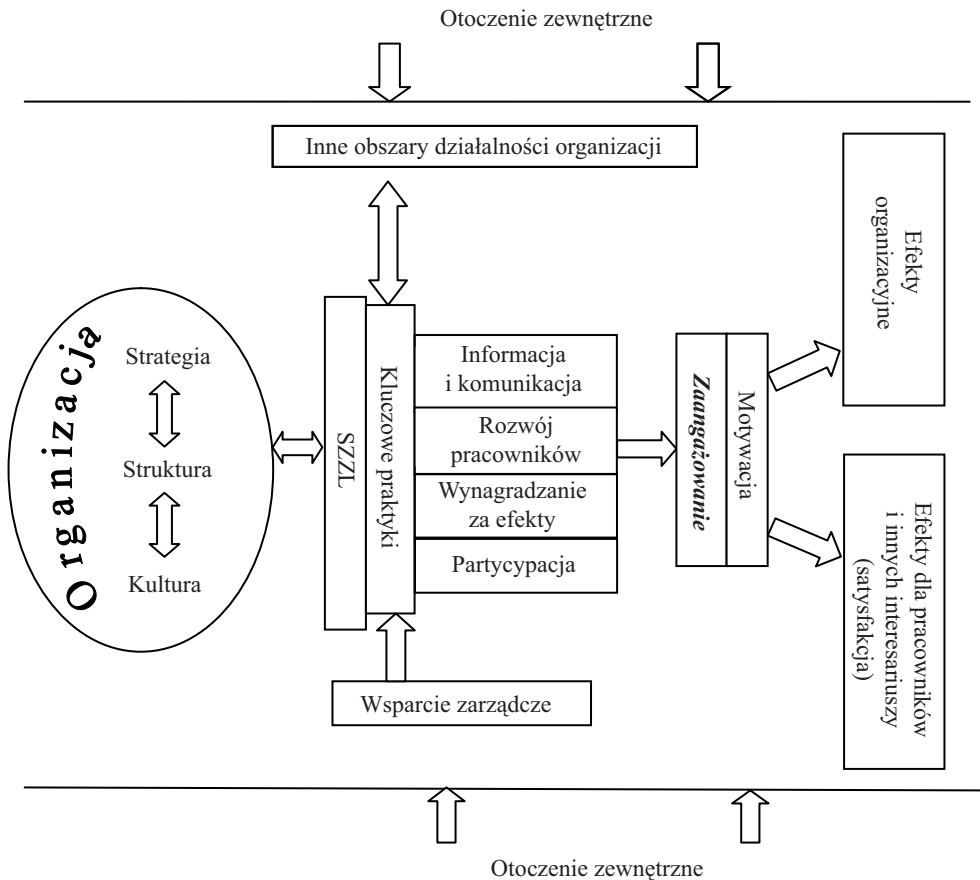 Otoczenie zewnętrzne
Inne obszary działalności organizacji
Organizacja
Strategia
Struktura
Kultura
SZZL
Kluczowe praktyki
Informacja
i komunikacja
Rozwój
pracowników
Wynagradzanie
za efekty
Partycypacja
Zaangażowanie
Motywacja
Efekty
organizacyjne
Efekty dla pracowników
i innych interesariuszy
(satysfakcja)
Wsparcie zarządcze
Otoczenie zewnętrzne